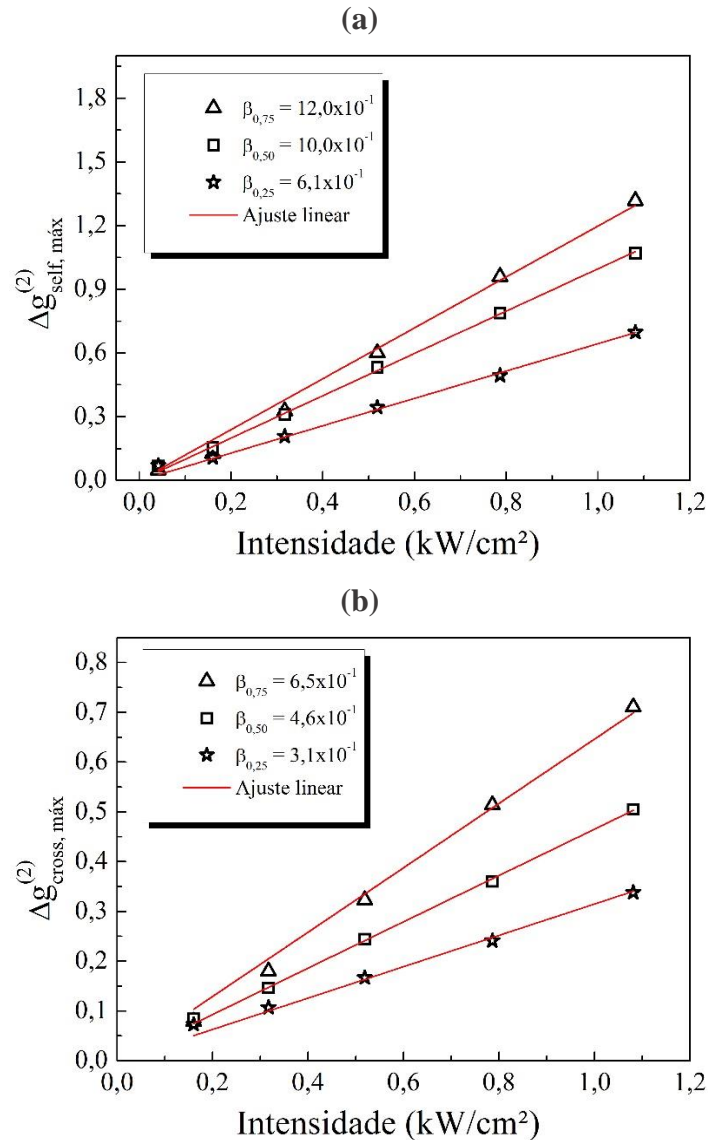 (a)
β0,75 = 12,0x10⁻¹
β0,50 = 10,0x10⁻¹
β0,25 = 6,1x10⁻¹
Ajuste linear
Δg⁽²⁾self, máx
1,8
1,5
1,2
0,9
0,6
0,3
0,0
0,0 0,2 0,4 0,6 0,8 1,0 1,2
Intensidade (kW/cm²)
(b)
β0,75 = 6,5x10⁻¹
β0,50 = 4,6x10⁻¹
β0,25 = 3,1x10⁻¹
Ajuste linear
Δg⁽²⁾cross, máx
0,8
0,7
0,6
0,5
0,4
0,3
0,2
0,1
0,0
0,0 0,2 0,4 0,6 0,8 1,0 1,2
Intensidade (kW/cm²)